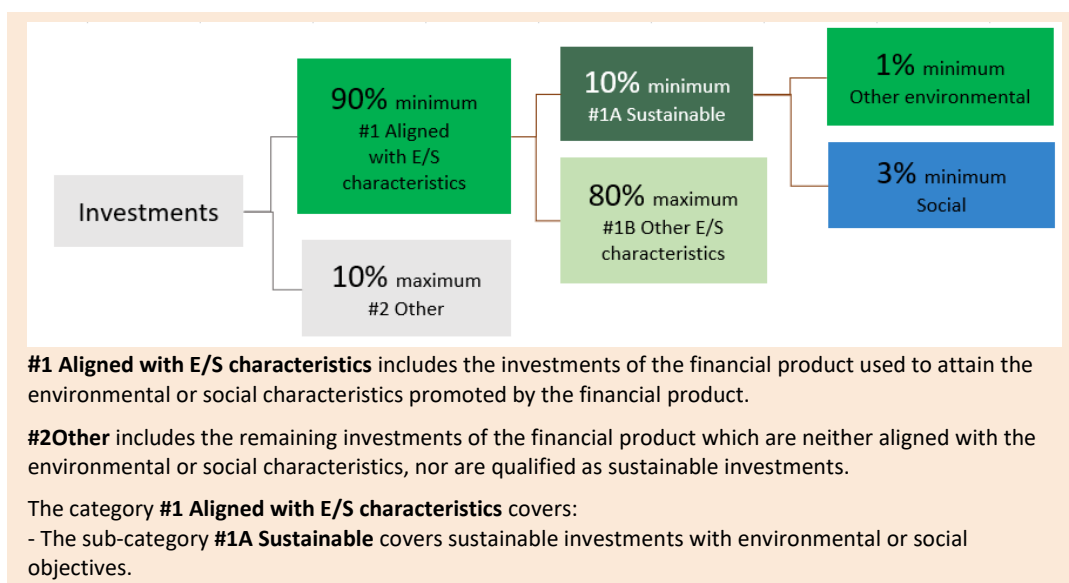 Investments
90% minimum
#1 Aligned
with E/S
characteristics
10% maximum
#2 Other
10% minimum
#1A Sustainable
80% maximum
#1B Other E/S
characteristics
1% minimum
Other environmental
3% minimum
Social
#1 Aligned with E/S characteristics includes the investments of the financial product used to attain the
environmental or social characteristics promoted by the financial product.
#2Other includes the remaining investments of the financial product which are neither aligned with the
environmental or social characteristics, nor are qualified as sustainable investments.
The category #1 Aligned with E/S characteristics covers:
- The sub-category #1A Sustainable covers sustainable investments with environmental or social
objectives.